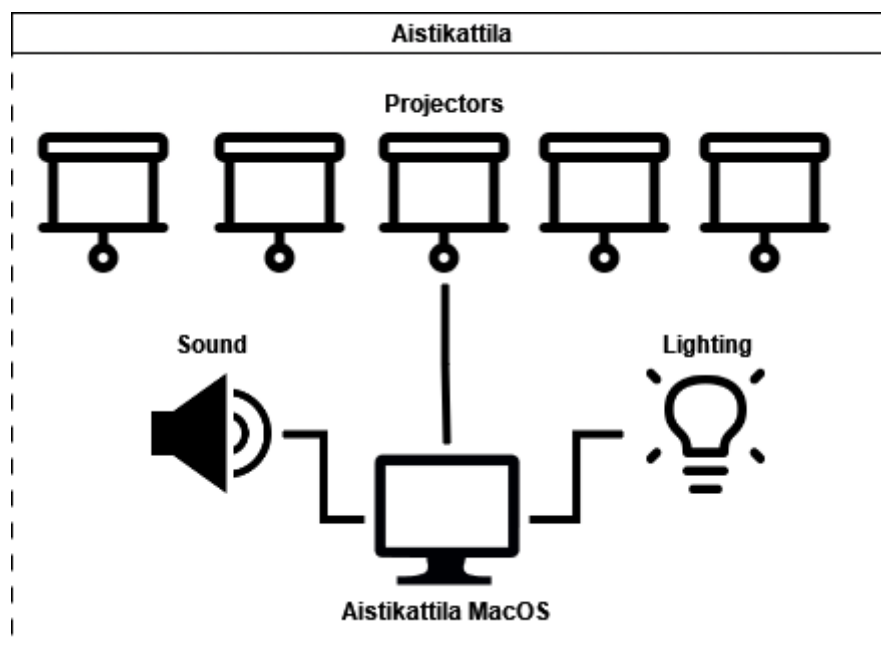 Aistikattila
Projectors
Sound
Lighting
Aistikattila MacOS